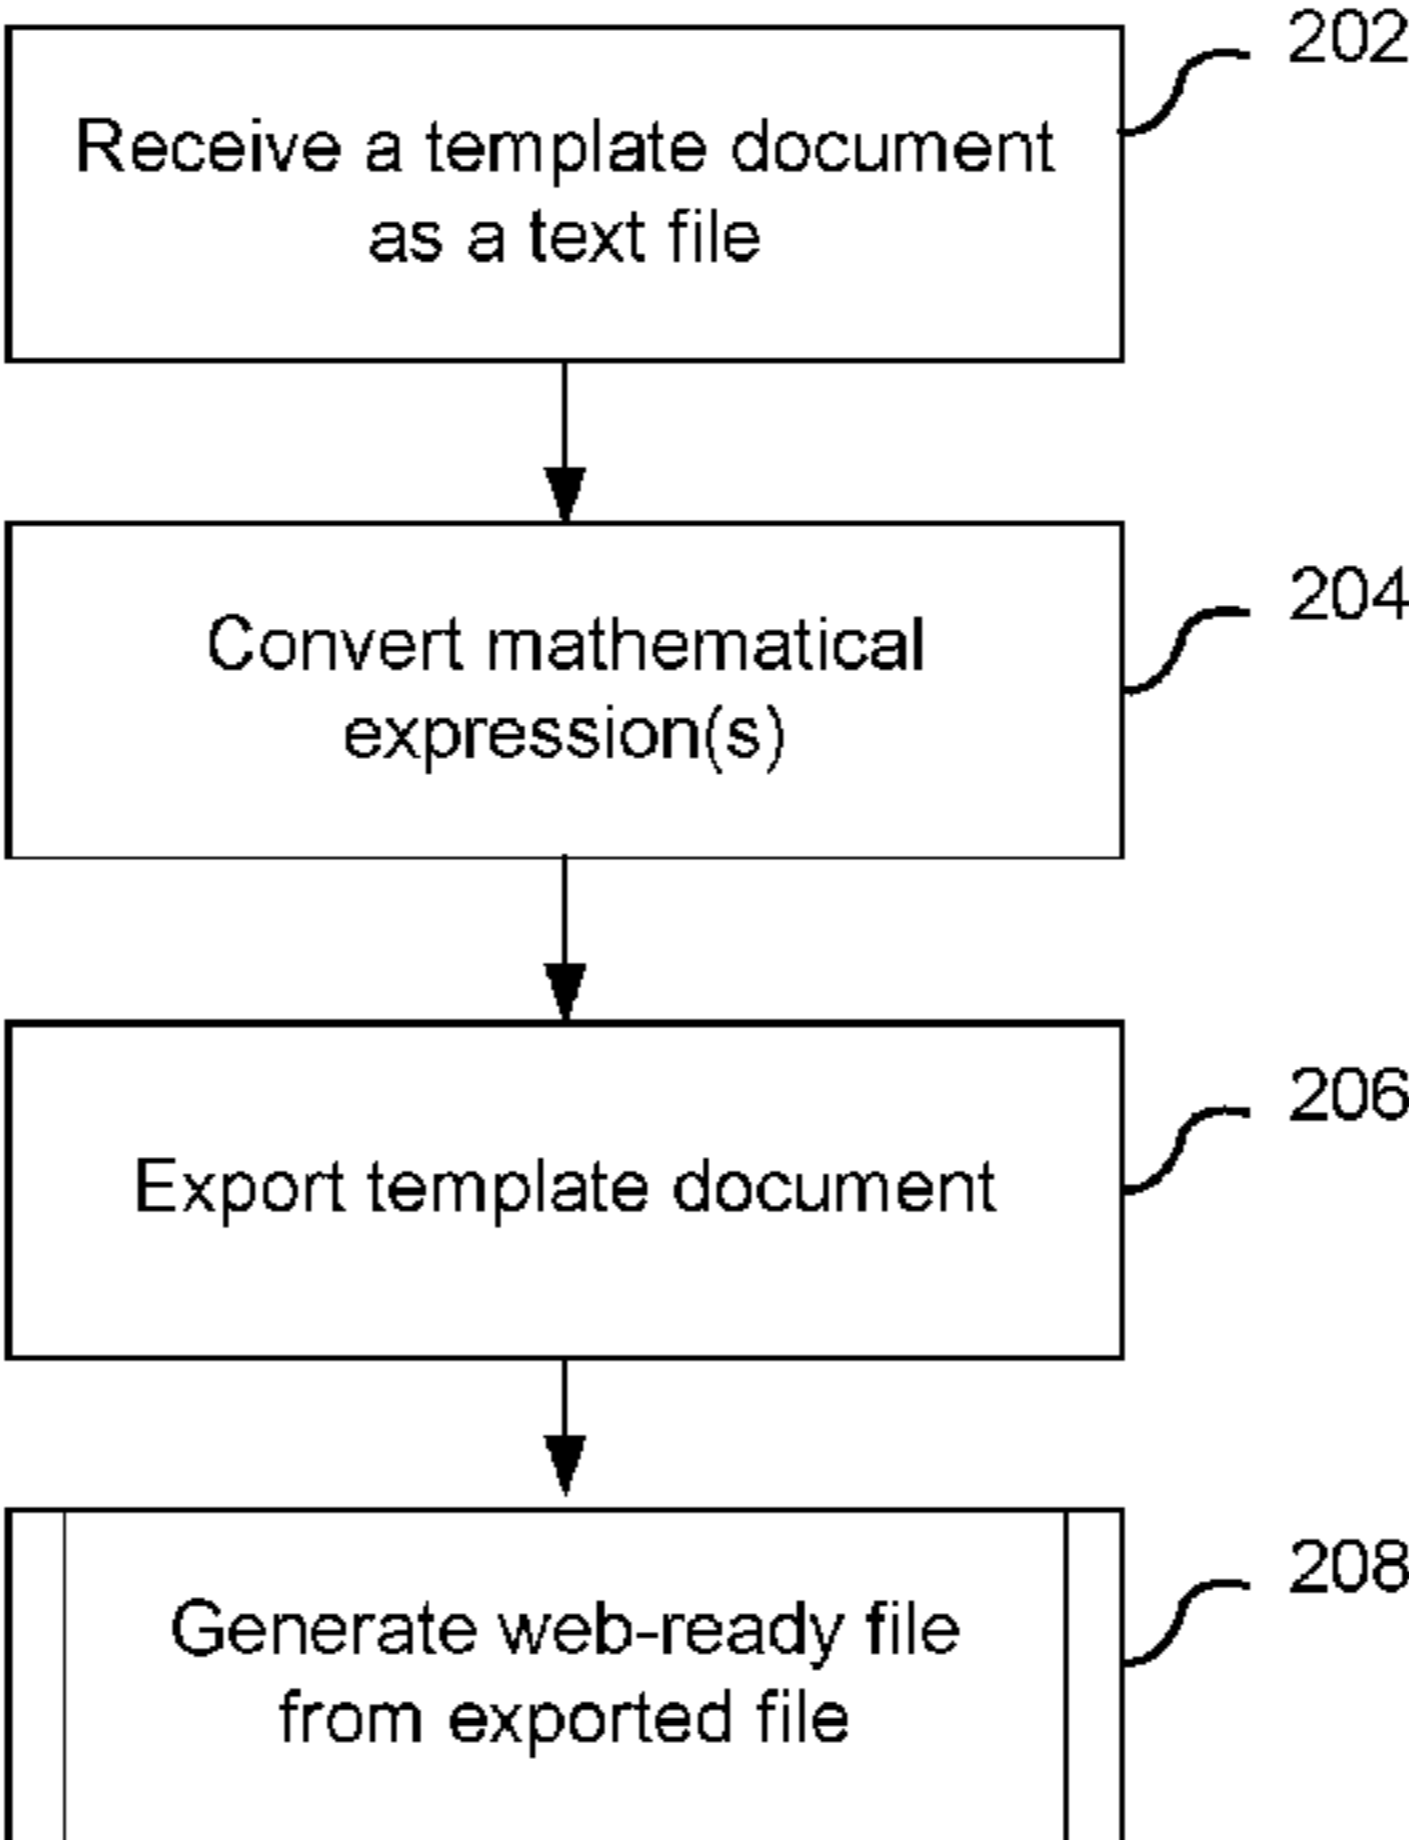 202
Receive a template document
as a text file
204
Convert mathematical
expression(s)
206
Export template document
208
Generate web-ready file
from exported file